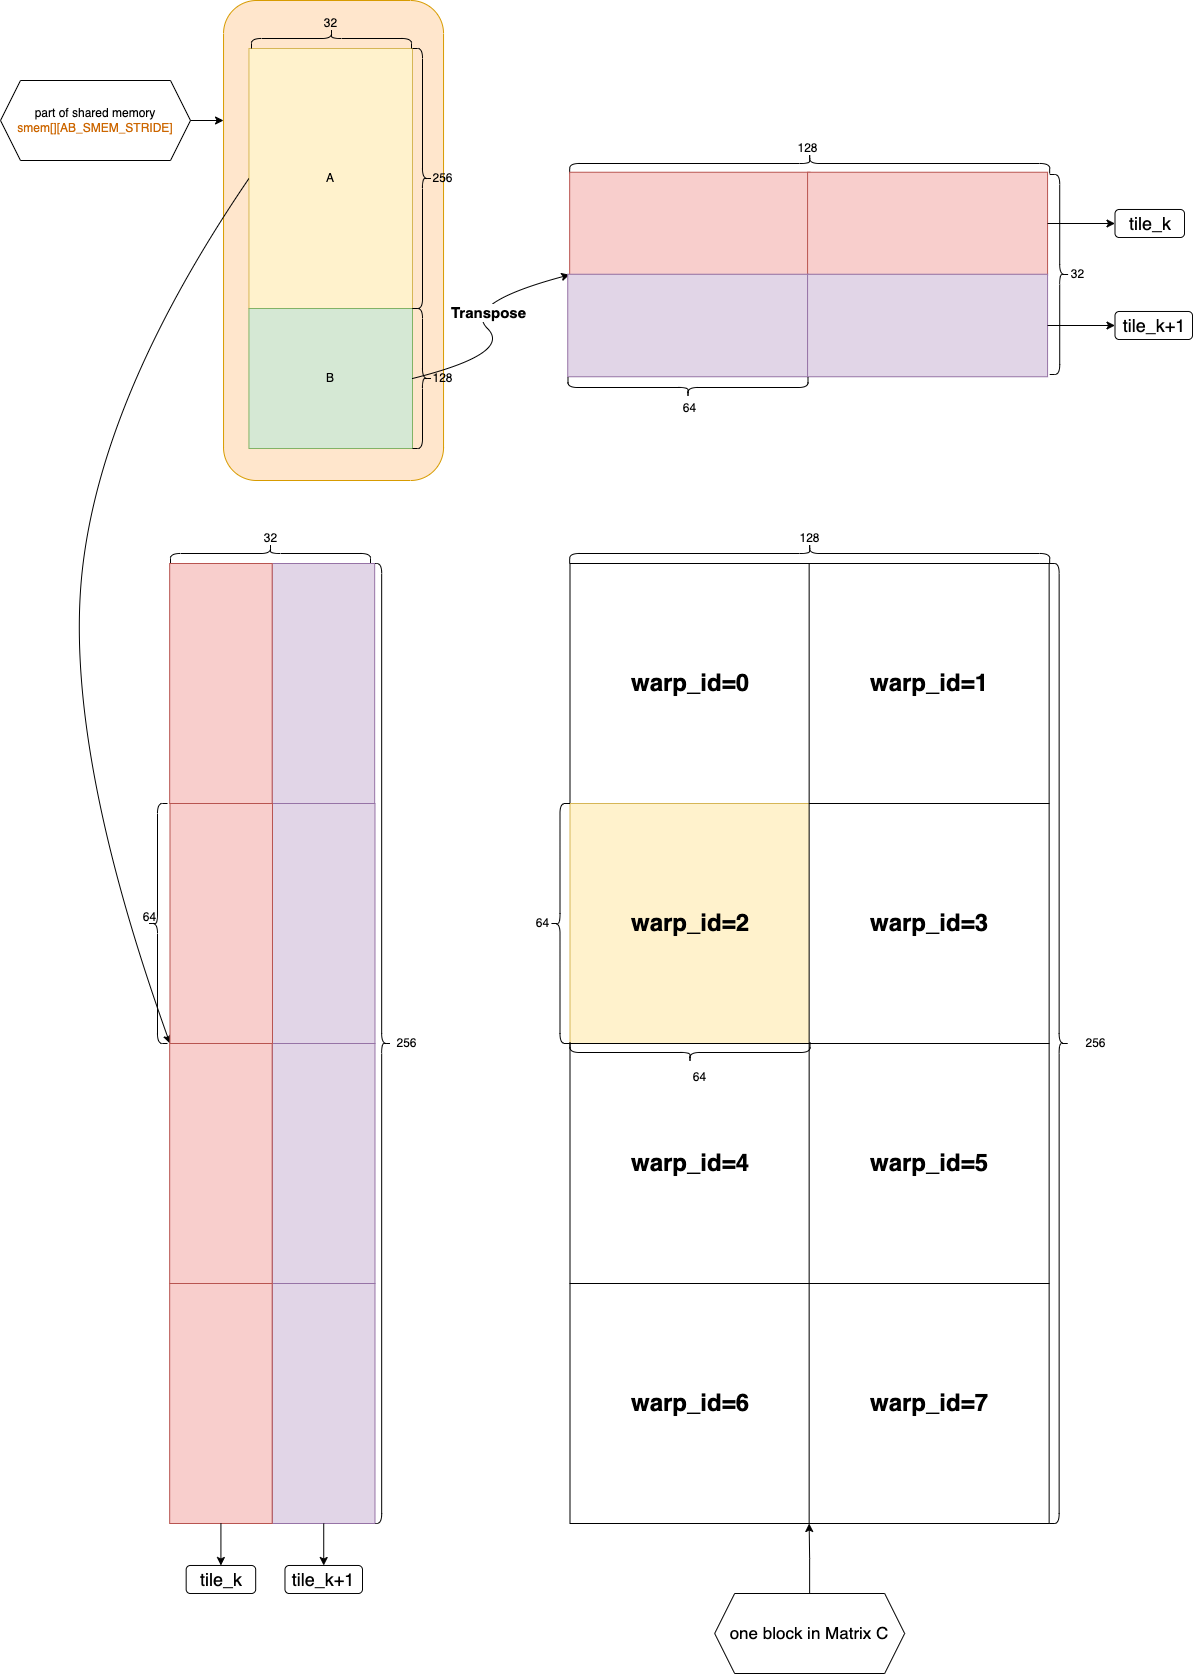 32
part of shared memory
smem[][AB_SMEM_STRIDE]
A
256
B
128
Transpose
128
tile_k
32
tile_k+1
64
32
64
256
tile_k
tile_k+1
128
warp_id=0
warp_id=1
64
warp_id=2
warp_id=3
64
256
warp_id=4
warp_id=5
warp_id=6
warp_id=7
one block in Matrix C